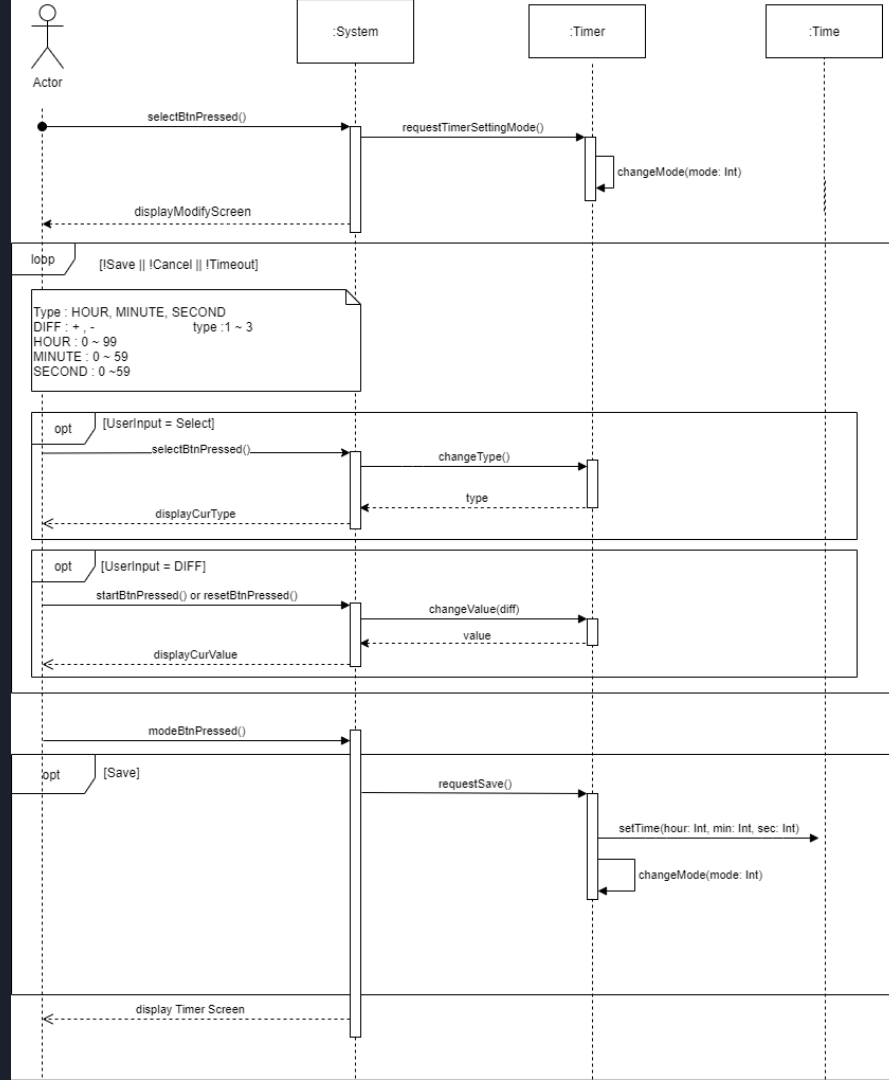 :System
:Timer
:Time
Actor
selectBtnPressed()
requestTimerSettingMode()
changeMode(mode: Int)
displayModifyScreen
loop
[!Save || !Cancel || !Timeout]
Type : HOUR, MINUTE, SECOND
DIFF : + , - type :1 ~ 3
HOUR : 0 ~ 99
MINUTE : 0 ~ 59
SECOND : 0 ~59
opt
[UserInput = Select]
selectBtnPressed()
changeType()
type
displayCurType
opt
[UserInput = DIFF]
startBtnPressed() or resetBtnPressed()
changeValue(diff)
value
displayCurValue
modeBtnPressed()
opt
[Save]
requestSave()
setTime(hour: Int, min: Int, sec: Int)
changeMode(mode: Int)
display Timer Screen